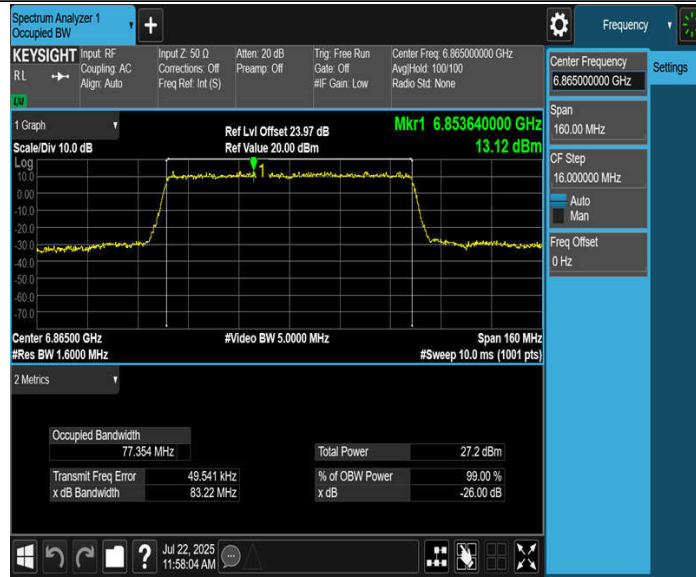 Spectrum Analyzer 1
Occupied BW
+
Frequency
KEYSIGHT
RL
LXI
Input: RF
Coupling: AC
Align: Auto
Input Z: 50 Ω
Corrections: Off
Freq Ref: Int (S)
Atten: 20 dB
Preamp: Off
Trig: Free Run
Gate: Off
#IF Gain: Low
Center Freq: 6.865000000 GHz
Avg|Hold: 100/100
Radio Std: None
Center Frequency
6.865000000 GHz
Settings
Span
160.00 MHz
CF Step
16.000000 MHz
Auto
Man
Freq Offset
0 Hz
1 Graph
Scale/Div 10.0 dB
Ref Lvl Offset 23.97 dB
Ref Value 20.00 dBm
Mkr1 6.853640000 GHz
13.12 dBm
Log
10.0
0.00
-10.0
-20.0
-30.0
-40.0
-50.0
-60.0
-70.0
1
Center 6.86500 GHz
#Res BW 1.6000 MHz
#Video BW 5.0000 MHz
Span 160 MHz
#Sweep 10.0 ms (1001 pts)
2 Metrics
Occupied Bandwidth
77.354 MHz
Total Power 27.2 dBm
Transmit Freq Error 49.541 kHz
% of OBW Power 99.00 %
x dB Bandwidth 83.22 MHz
x dB -26.00 dB
?
Jul 22, 2025
11:58:04 AM